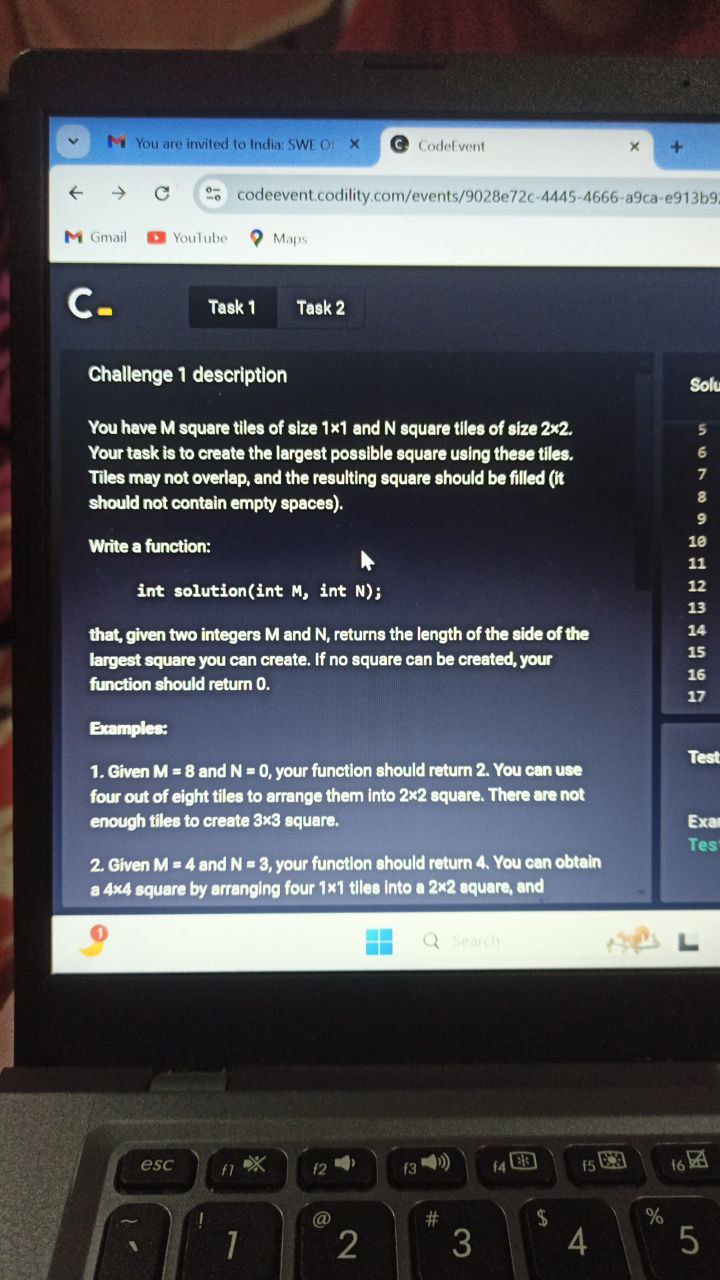 You are invited to India: SWE Of
CodeEvent
codeevent.codility.com/events/9028e72c-4445-4666-a9ca-e913b9
Gmail YouTube Maps
Task 1 Task 2
Challenge 1 description
You have M square tiles of size 1×1 and N square tiles of size 2×2.
Your task is to create the largest possible square using these tiles.
Tiles may not overlap, and the resulting square should be filled (it
should not contain empty spaces).
Write a function:
int solution(int M, int N);
that, given two integers M and N, returns the length of the side of the
largest square you can create. If no square can be created, your
function should return 0.
Examples:
1. Given M = 8 and N = 0, your function should return 2. You can use
four out of eight tiles to arrange them into 2×2 square. There are not
enough tiles to create 3×3 square.
2. Given M = 4 and N = 3, your function should return 4. You can obtain
a 4×4 square by arranging four 1×1 tiles into a 2×2 square, and
Solu
5
6
7
8
9
10
11
12
13
14
15
16
17
Test
Exam
Tes
1
Search
esc f1 f2 f3 f4 f5 f6
~ ! @ # $ %
` 1 2 3 4 5